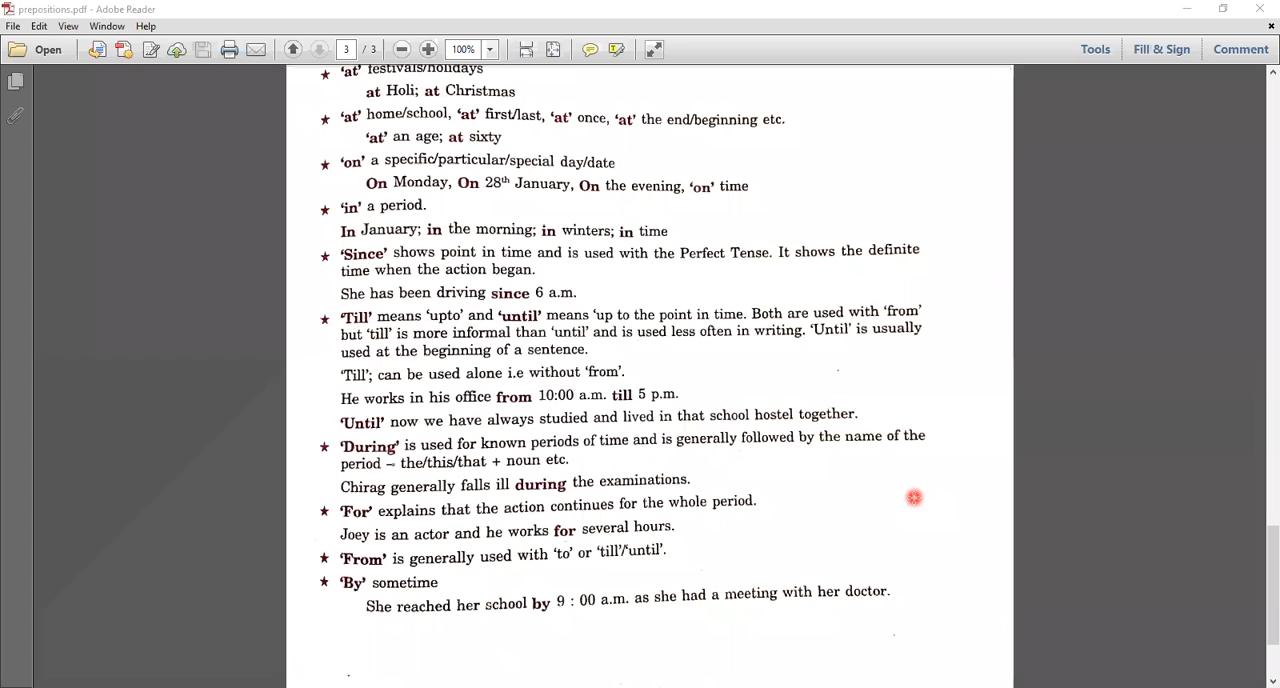 prepositions.pdf - Adobe Reader
File Edit View Window Help
Open 3 / 3 100% Tools Fill & Sign Comment
★ 'at' festivals/holidays
at Holi; at Christmas
★ 'at' home/school, 'at' first/last, 'at' once, 'at' the end/beginning etc.
'at' an age; at sixty
★ 'on' a specific/particular/special day/date
On Monday, On 28th January, On the evening, 'on' time
★ 'in' a period.
In January; in the morning; in winters; in time
★ 'Since' shows point in time and is used with the Perfect Tense. It shows the definite
time when the action began.
She has been driving since 6 a.m.
★ 'Till' means 'upto' and 'until' means 'up to the point in time. Both are used with 'from'
but 'till' is more informal than 'until' and is used less often in writing. 'Until' is usually
used at the beginning of a sentence.
'Till'; can be used alone i.e without 'from'.
He works in his office from 10:00 a.m. till 5 p.m.
'Until' now we have always studied and lived in that school hostel together.
★ 'During' is used for known periods of time and is generally followed by the name of the
period – the/this/that + noun etc.
Chirag generally falls ill during the examinations.
★ 'For' explains that the action continues for the whole period.
Joey is an actor and he works for several hours.
★ 'From' is generally used with 'to' or 'till'/'until'.
★ 'By' sometime
She reached her school by 9 : 00 a.m. as she had a meeting with her doctor.